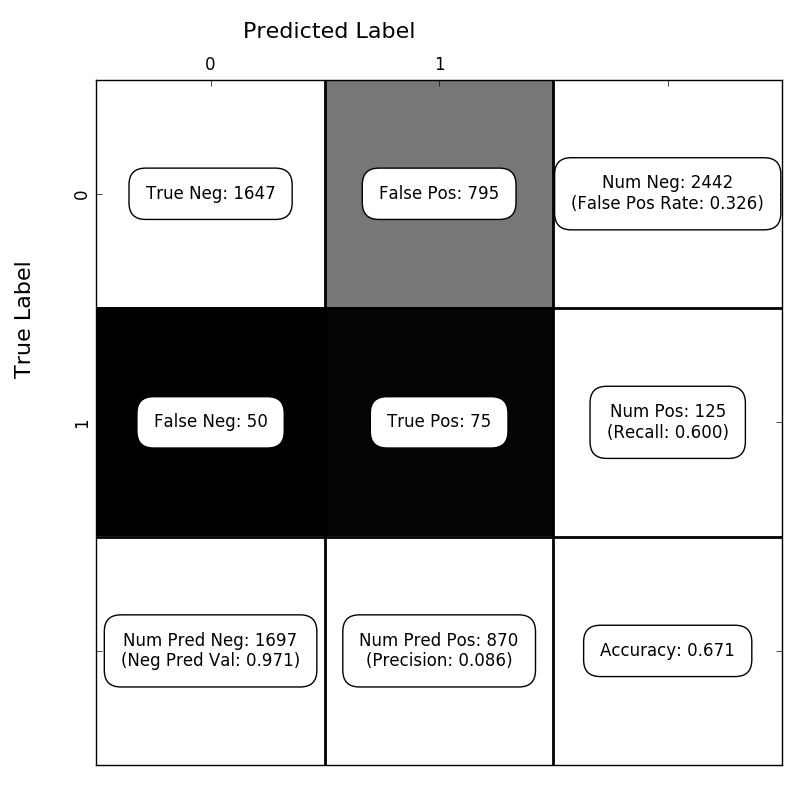 Predicted Label
0 1
True Label
0
True Neg: 1647
False Pos: 795
Num Neg: 2442
(False Pos Rate: 0.326)
1
False Neg: 50
True Pos: 75
Num Pos: 125
(Recall: 0.600)
Num Pred Neg: 1697
(Neg Pred Val: 0.971)
Num Pred Pos: 870
(Precision: 0.086)
Accuracy: 0.671